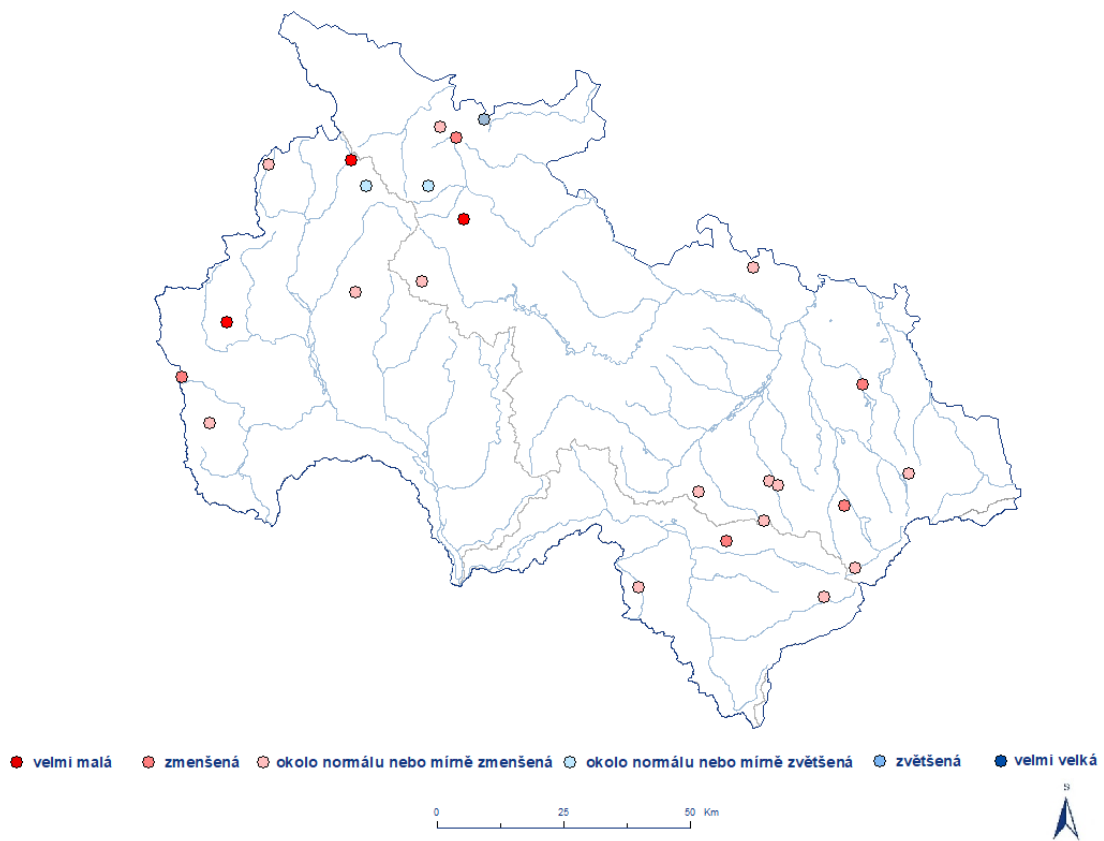 velmi malá zmenšená okolo normálu nebo mírně zmenšená okolo normálu nebo mírně zvětšená zvětšená velmi velká
0 25 50 Km
S